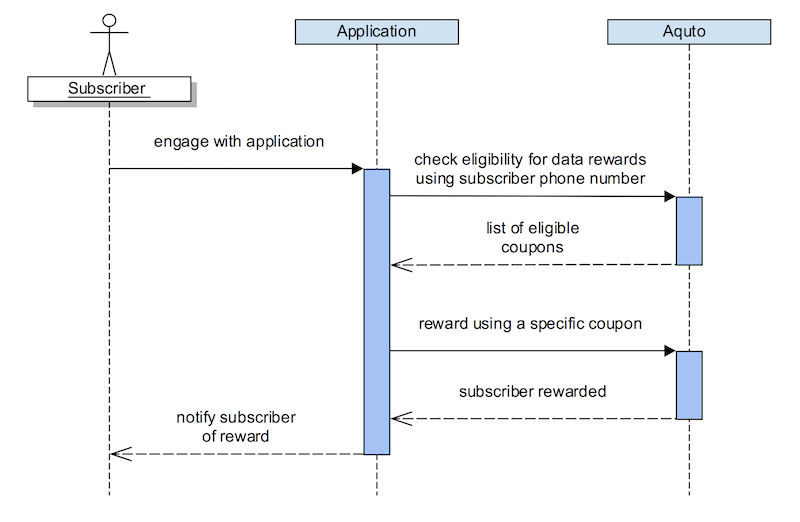 Application
Aquto
Subscriber
engage with application
check eligibility for data rewards
using subscriber phone number
list of eligible
coupons
reward using a specific coupon
subscriber rewarded
notify subscriber
of reward